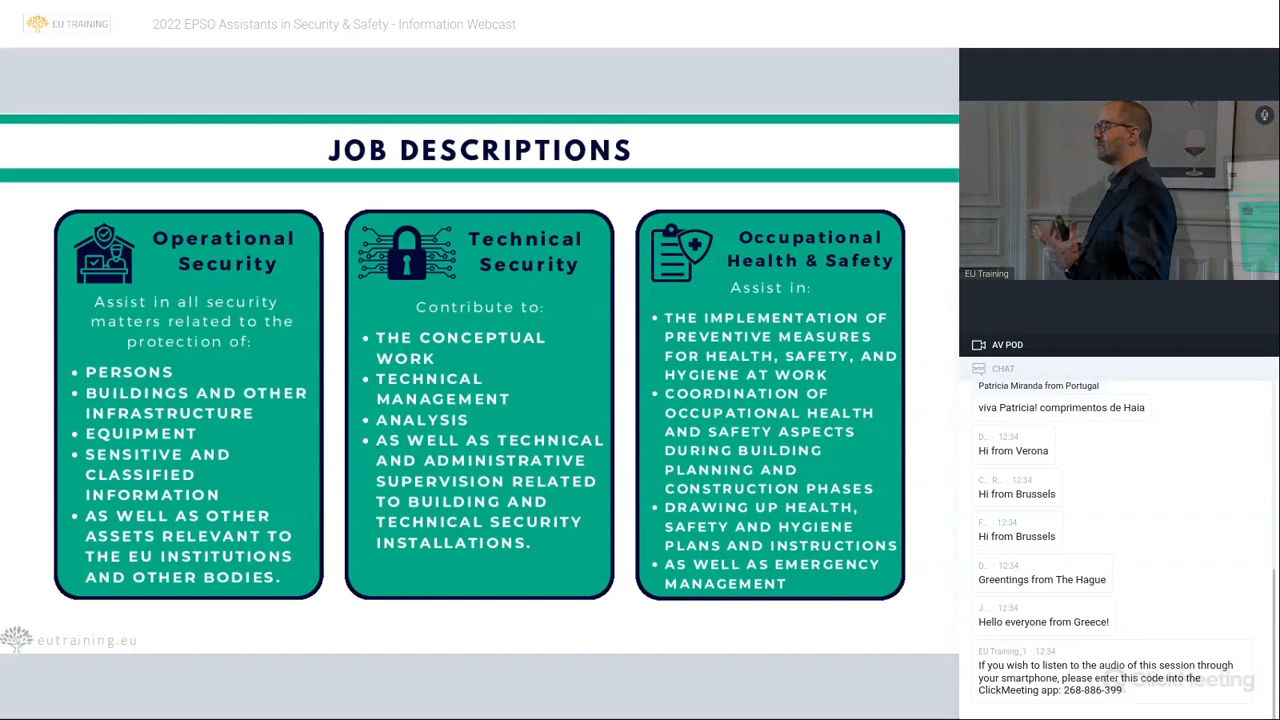 EU TRAINING
2022 EPSO Assistants in Security & Safety - Information Webcast
JOB DESCRIPTIONS
Operational
Security
Assist in all security
matters related to the
protection of:
• PERSONS
• BUILDINGS AND OTHER
INFRASTRUCTURE
• EQUIPMENT
• SENSITIVE AND
CLASSIFIED
INFORMATION
• AS WELL AS OTHER
ASSETS RELEVANT TO
THE EU INSTITUTIONS
AND OTHER BODIES.
Technical
Security
Contribute to:
• THE CONCEPTUAL
WORK
• TECHNICAL
MANAGEMENT
• ANALYSIS
• AS WELL AS TECHNICAL
AND ADMINISTRATIVE
SUPERVISION RELATED
TO BUILDING AND
TECHNICAL SECURITY
INSTALLATIONS.
Occupational
Health & Safety
Assist in:
• THE IMPLEMENTATION OF
PREVENTIVE MEASURES
FOR HEALTH, SAFETY, AND
HYGIENE AT WORK
• COORDINATION OF
OCCUPATIONAL HEALTH
AND SAFETY ASPECTS
DURING BUILDING
PLANNING AND
CONSTRUCTION PHASES
• DRAWING UP HEALTH,
SAFETY AND HYGIENE
PLANS AND INSTRUCTIONS
• AS WELL AS EMERGENCY
MANAGEMENT
eutraining.eu
EU Training
AV POD
CHAT
Patrícia Miranda from Portugal
viva Patricia! comprimentos de Haia
D... 12:34
Hi from Verona
C... R... 12:34
Hi from Brussels
F... 12:34
Hi from Brussels
D... 12:34
Greentings from The Hague
J... 12:34
Hello everyone from Greece!
EU Training_1 12:34
If you wish to listen to the audio of this session through
your smartphone, please enter this code into the
ClickMeeting app: 268-886-399
ClickMeeting